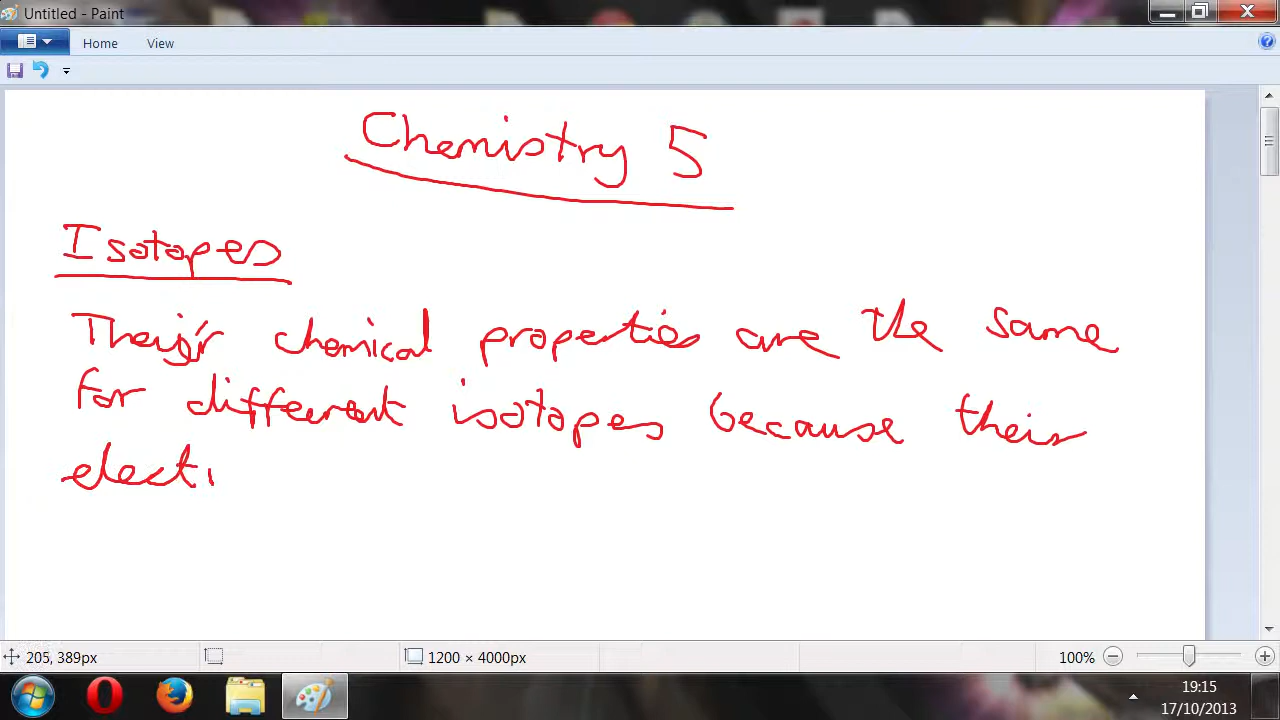 Untitled - Paint
Home View
Chemistry 5
Isotopes
Their chemical properties are the same
for different isotopes because their
elect
205, 389px
1200 × 4000px
100%
19:15
17/10/2013